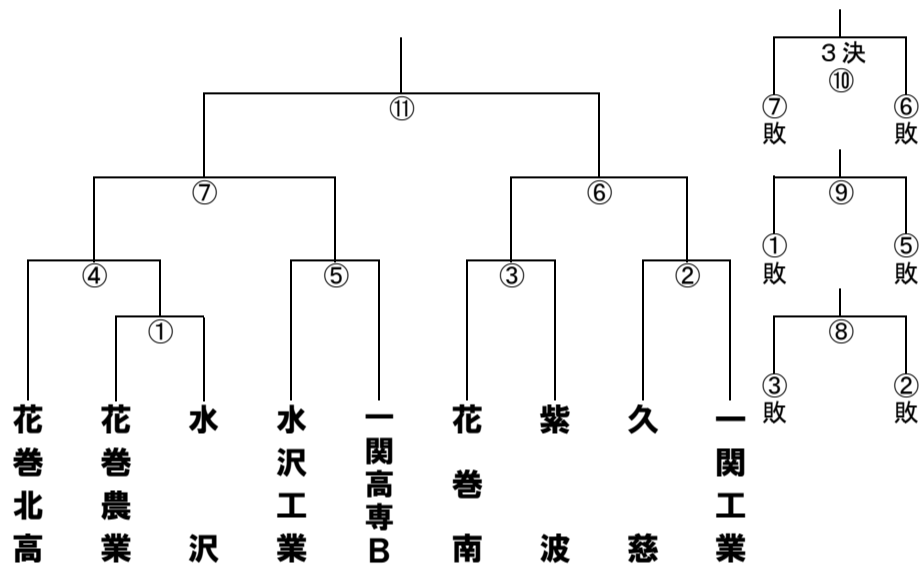 3決
⑩
⑦敗
⑥敗
⑪
⑦
⑥
⑨
①敗
⑤敗
④
⑤
③
②
①
⑧
③敗
②敗
花巻北高
花巻農業
水沢
水沢工業
一関高専B
花巻南
紫波
久慈
一関工業